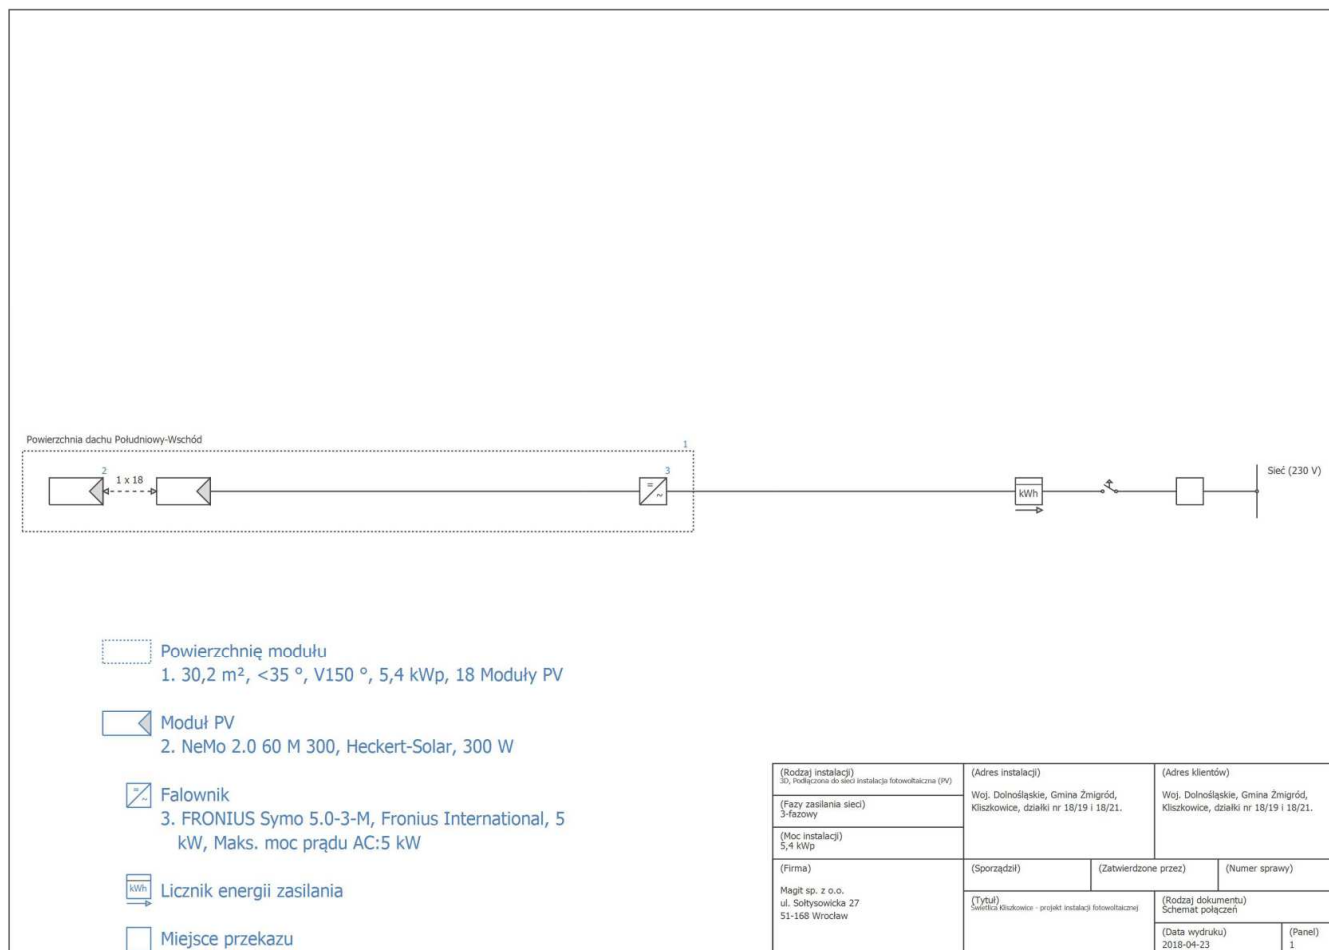 Powierzchnia dachu Południowy-Wschód
1
2
1 x 18
3
=
~
kWh
Sieć (230 V)
Powierzchnię modułu
1. 30,2 m², <35 °, V150 °, 5,4 kWp, 18 Moduły PV
Moduł PV
2. NeMo 2.0 60 M 300, Heckert-Solar, 300 W
=
~
Falownik
3. FRONIUS Symo 5.0-3-M, Fronius International, 5
kW, Maks. moc prądu AC:5 kW
kWh
Licznik energii zasilania
Miejsce przekazu
(Rodzaj instalacji)
3D, Podłączona do sieci instalacja fotowoltaiczna (PV)
(Fazy zasilania sieci)
3-fazowy
(Moc instalacji)
5,4 kWp
(Adres instalacji)
Woj. Dolnośląskie, Gmina Żmigród,
Kliszkowice, działki nr 18/19 i 18/21.
(Adres klientów)
Woj. Dolnośląskie, Gmina Żmigród,
Kliszkowice, działki nr 18/19 i 18/21.
(Firma)
Magit sp. z o.o.
ul. Sołtysowicka 27
51-168 Wrocław
(Sporządził)
(Zatwierdzone przez)
(Numer sprawy)
(Tytuł)
Świetlica Kliszkowice - projekt instalacji fotowoltaicznej
(Rodzaj dokumentu)
Schemat połączeń
(Data wydruku)
2018-04-23
(Panel)
1